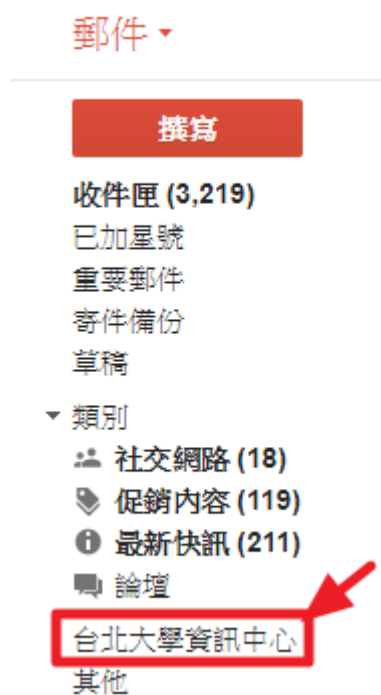 郵件
撰寫
收件匣 (3,219)
已加星號
重要郵件
寄件備份
草稿
類別
社交網路 (18)
促銷內容 (119)
最新快訊 (211)
論壇
台北大學資訊中心
其他